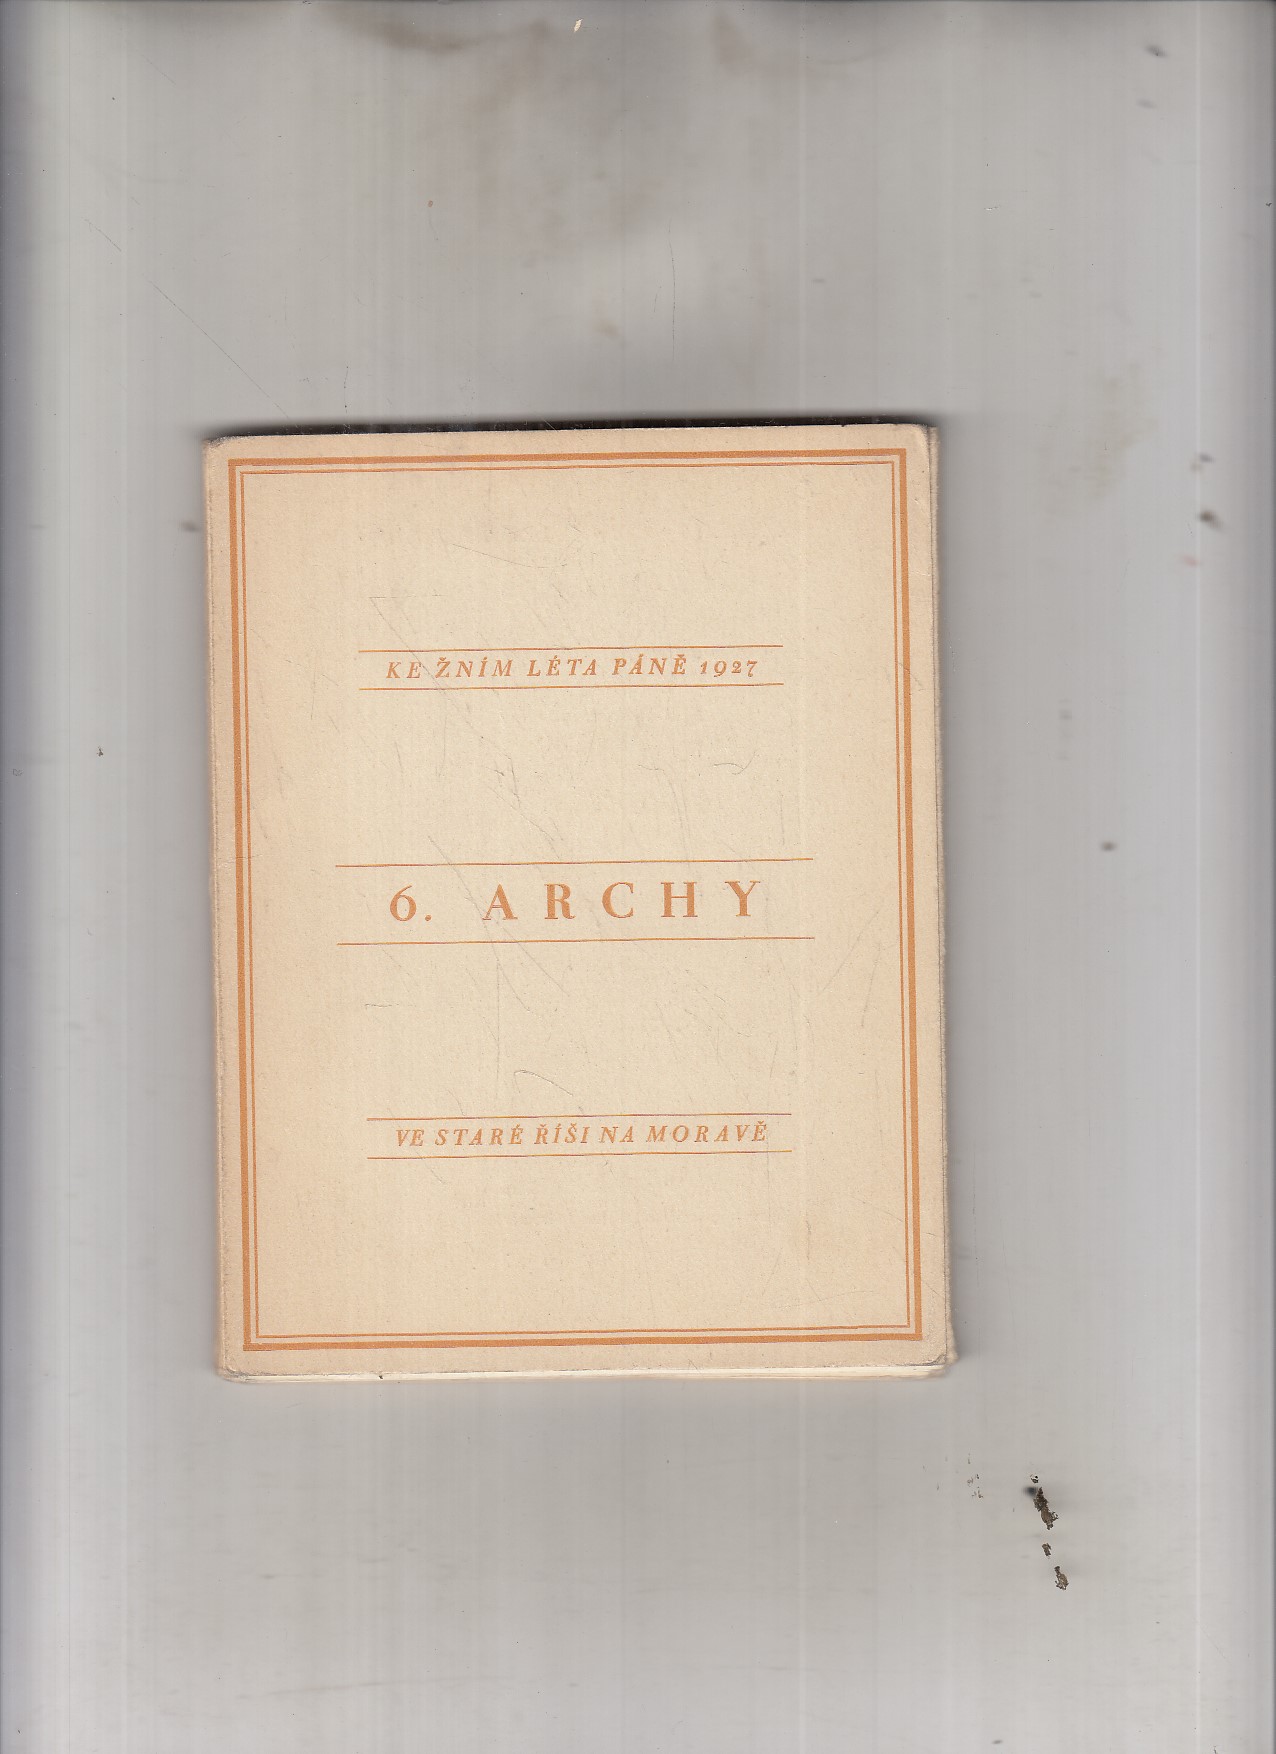 KE ŽNÍM LÉTA PÁNĚ 1927
6. ARCHY
VE STARÉ ŘÍŠI NA MORAVĚ